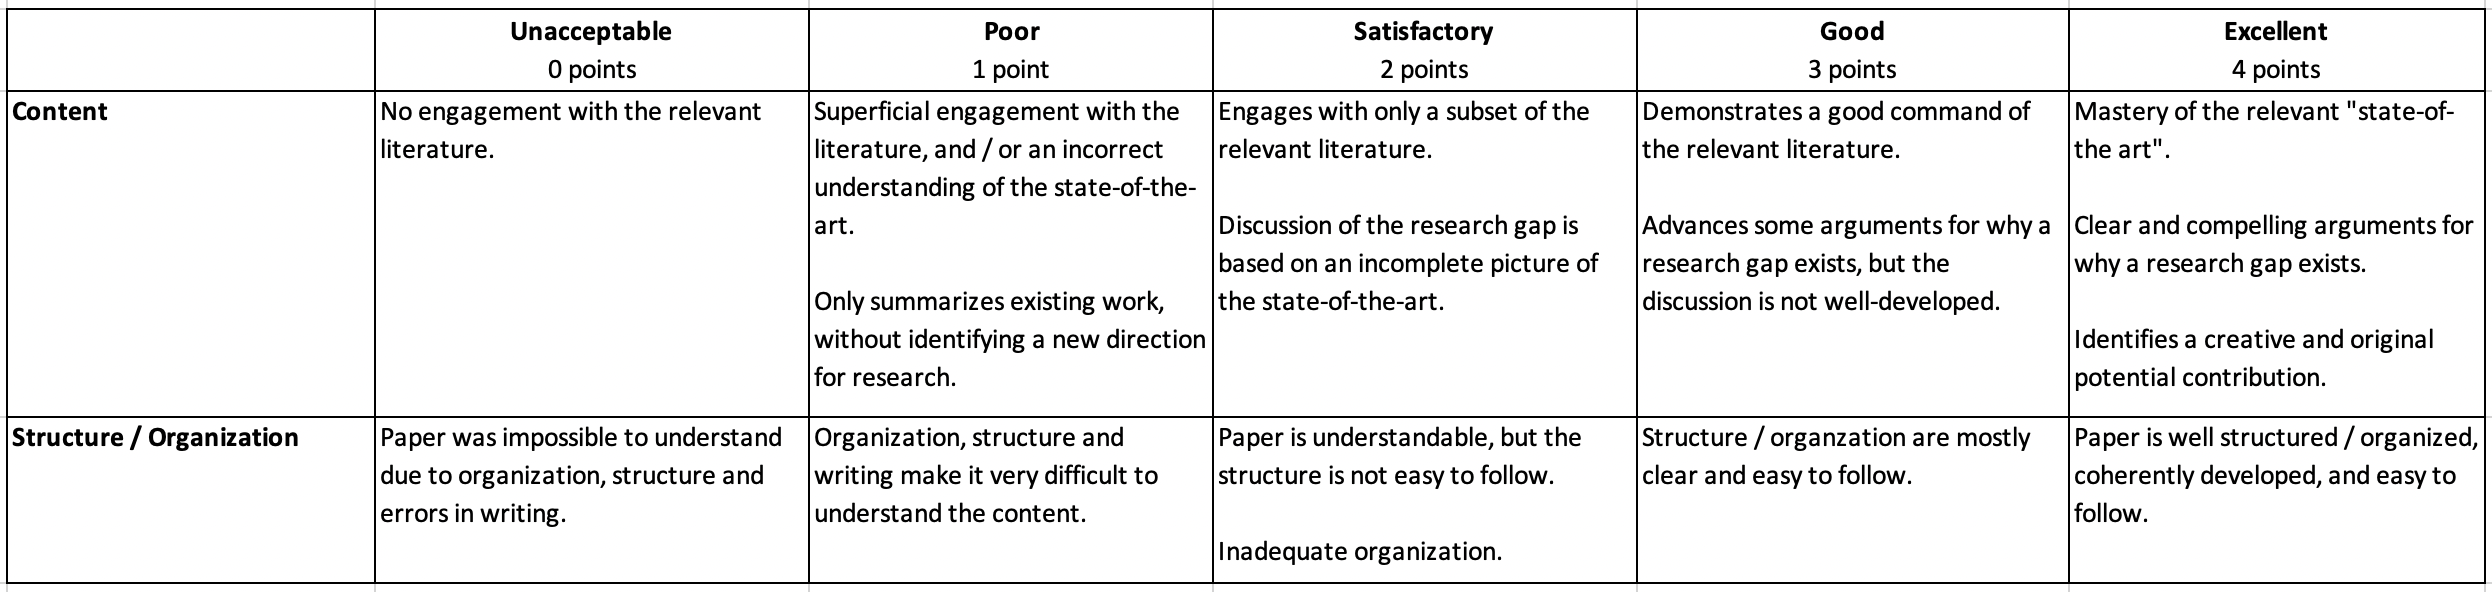 Unacceptable
0 points
Poor
1 point
Satisfactory
2 points
Good
3 points
Excellent
4 points
Content
No engagement with the relevant
literature.
Superficial engagement with the
literature, and / or an incorrect
understanding of the state-of-the-
art.
Only summarizes existing work,
without identifying a new direction
for research.
Engages with only a subset of the
relevant literature.
Discussion of the research gap is
based on an incomplete picture of
the state-of-the-art.
Demonstrates a good command of
the relevant literature.
Advances some arguments for why a
research gap exists, but the
discussion is not well-developed.
Mastery of the relevant "state-of-
the art".
Clear and compelling arguments for
why a research gap exists.
Identifies a creative and original
potential contribution.
Structure / Organization
Paper was impossible to understand
due to organization, structure and
errors in writing.
Organization, structure and
writing make it very difficult to
understand the content.
Paper is understandable, but the
structure is not easy to follow.
Inadequate organization.
Structure / organzation are mostly
clear and easy to follow.
Paper is well structured / organized,
coherently developed, and easy to
follow.